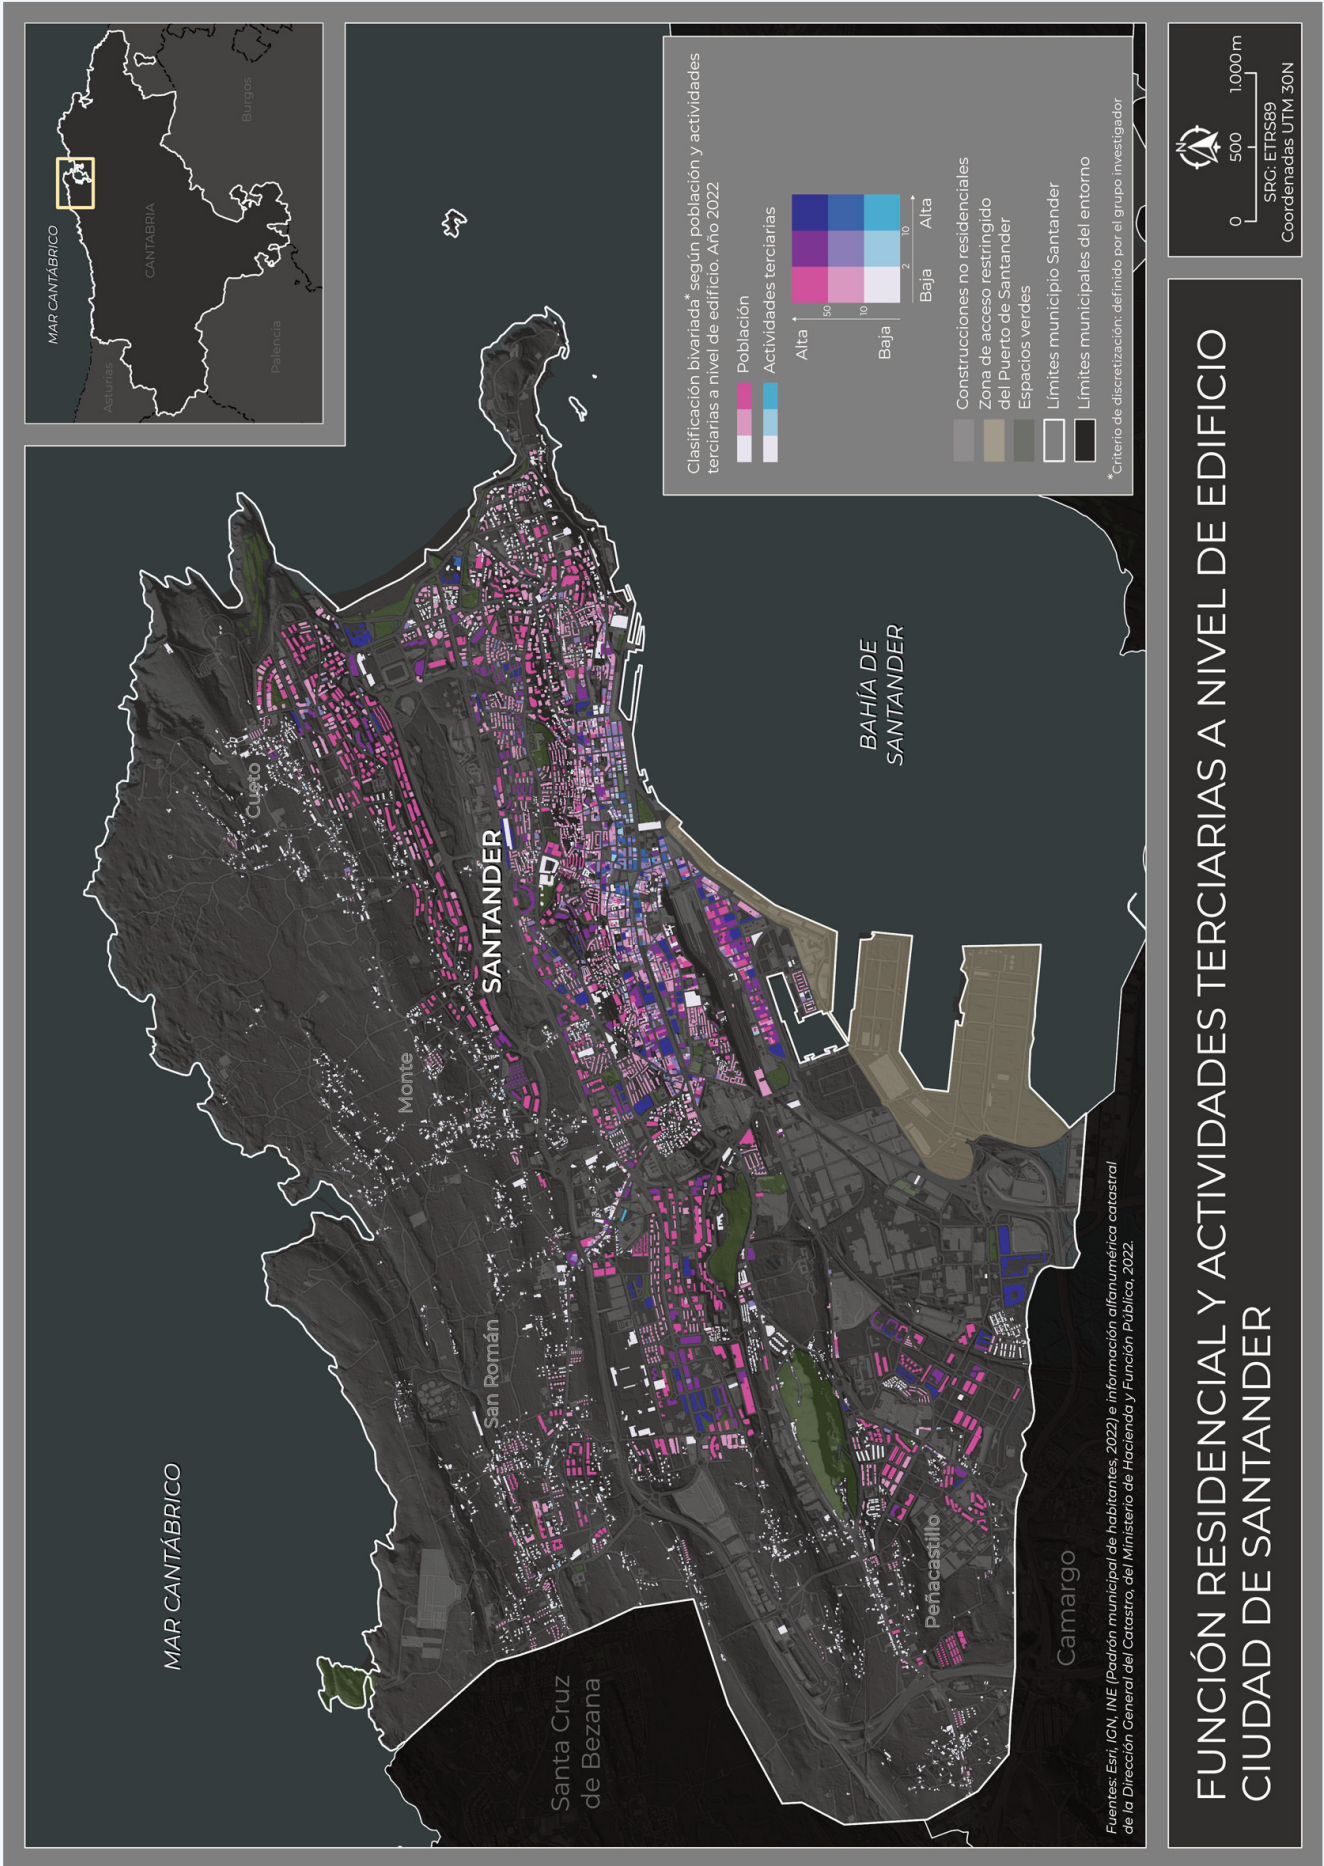 MAR CANTÁBRICO
Asturias
CANTABRIA
Palencia
Burgos
MAR CANTÁBRICO
Cueto
Monte
SANTANDER
San Román
Peñacastillo
Santa Cruz
de Bezana
Camargo
BAHÍA DE
SANTANDER
Clasificación bivariada* según población y actividades
terciarias a nivel de edificio. Año 2022
Población
Actividades terciarias
Alta
50
10
Baja
2
10
Baja
Alta
Construcciones no residenciales
Zona de acceso restringido
del Puerto de Santander
Espacios verdes
Límites municipio Santander
Límites municipales del entorno
*Criterio de discretización: definido por el grupo investigador
Fuentes: Esri, IGN, INE (Padrón municipal de habitantes, 2022) e información alfanumérica catastral
de la Dirección General del Catastro, del Ministerio de Hacienda y Función Pública, 2022.
FUNCIÓN RESIDENCIAL Y ACTIVIDADES TERCIARIAS A NIVEL DE EDIFICIO
CIUDAD DE SANTANDER
N
0 500 1.000m
SRG: ETRS89
Coordenadas UTM 30N